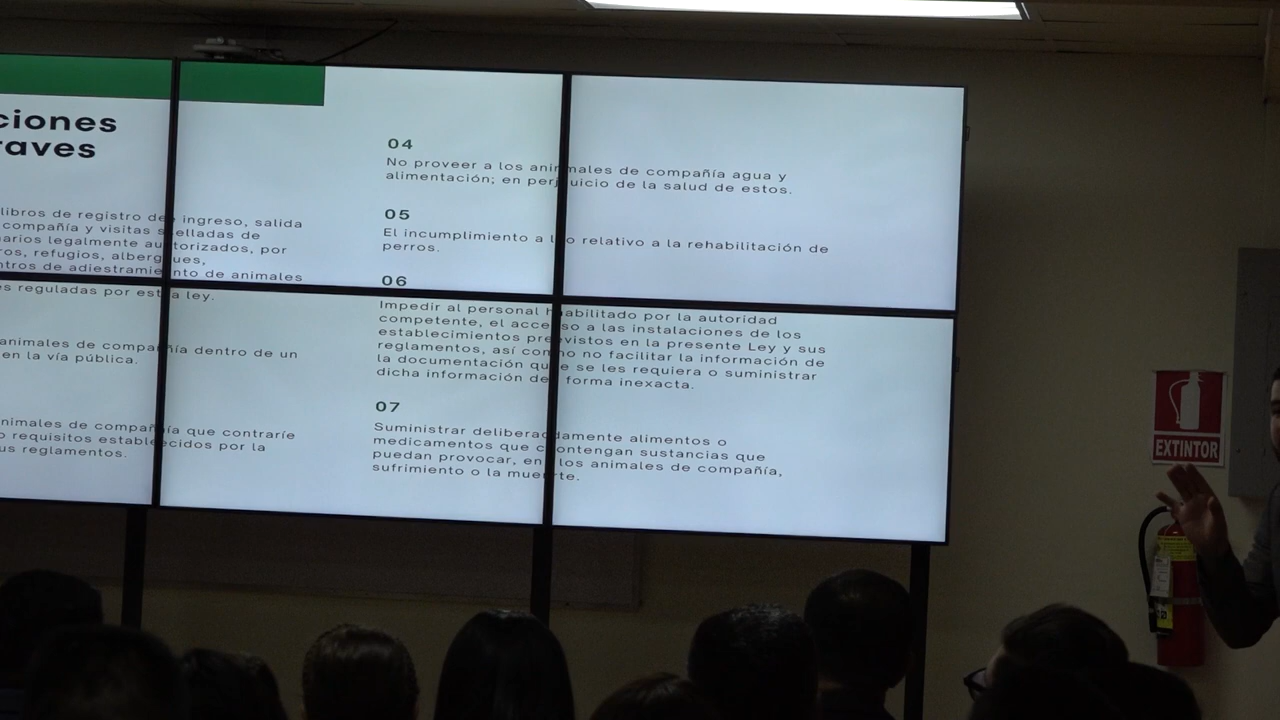 ciones
raves
libros de registro de ingreso, salida
compañía y visitas selladas de
arios legalmente autorizados, por
ros, refugios, albergues,
ntros de adiestramiento de animales
es reguladas por esta ley.
animales de compañía dentro de un
en la vía pública.
nimales de compañía que contraríe
o requisitos establecidos por la
us reglamentos.
04
No proveer a los animales de compañía agua y
alimentación; en perjuicio de la salud de estos.
05
El incumplimiento a lo relativo a la rehabilitación de
perros.
06
Impedir al personal habilitado por la autoridad
competente, el acceso a las instalaciones de los
establecimientos previstos en la presente Ley y sus
reglamentos, así como no facilitar la información de
la documentación que se les requiera o suministrar
dicha información de forma inexacta.
07
Suministrar deliberadamente alimentos o
medicamentos que contengan sustancias que
puedan provocar, en los animales de compañía,
sufrimiento o la muerte.
EXTINTOR